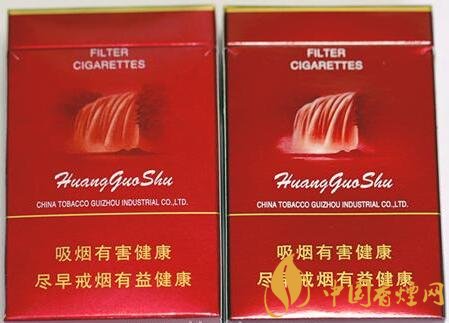 FILTER
CIGARETTES
HuangGuoShu
CHINA TOBACCO GUIZHOU INDUSTRIAL CO.,LTD.
吸烟有害健康
尽早戒烟有益健康
FILTER
CIGARETTES
HuangGuoShu
CHINA TOBACCO GUIZHOU INDUSTRIAL CO.,LTD.
吸烟有害健康
尽早戒烟有益健康
中国香烟网